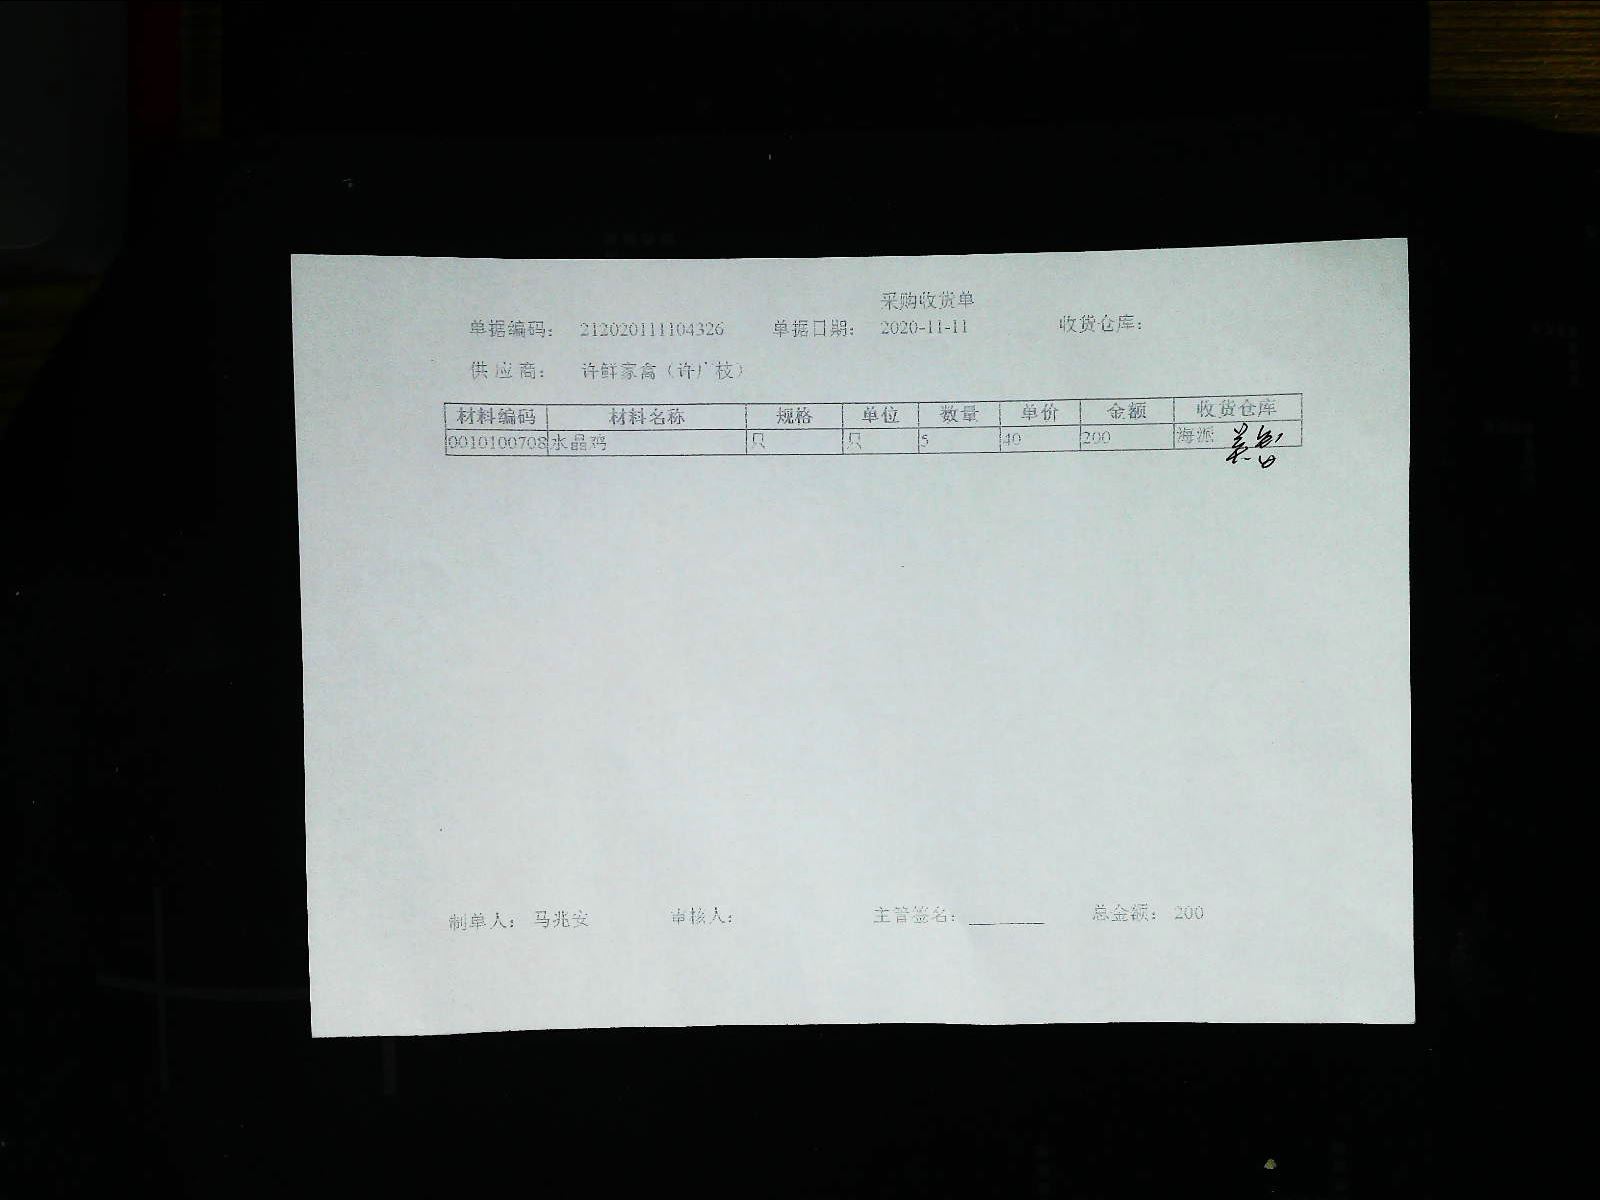 采购收货单
单据编码： 212020111104326 单据日期： 2020-11-11 收货仓库：
供 应 商： 许鲜家禽（许广枝）
材料编码 材料名称 规格 单位 数量 单价 金额 收货仓库
0010100708 水晶鸡 只 只 5 40 200 海派
制单人： 马兆安 审核人： 主管签名： 总金额： 200